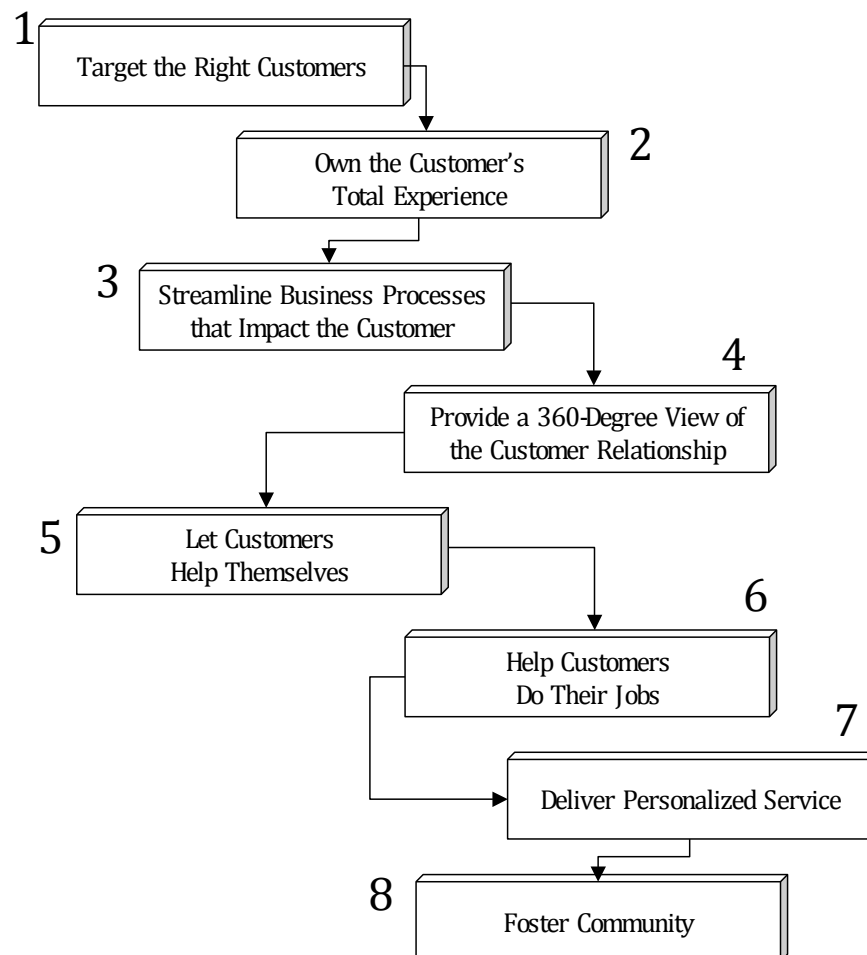 1
Target the Right Customers
2
Own the Customer's
Total Experience
3
Streamline Business Processes
that Impact the Customer
4
Provide a 360-Degree View of
the Customer Relationship
5
Let Customers
Help Themselves
6
Help Customers
Do Their Jobs
7
Deliver Personalized Service
8
Foster Community